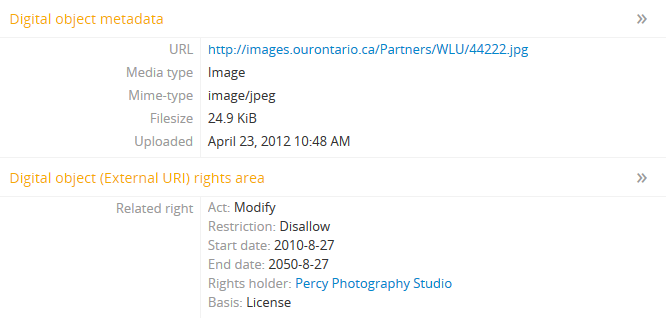 Digital object metadata »
URL http://images.ourontario.ca/Partners/WLU/44222.jpg
Media type Image
Mime-type image/jpeg
Filesize 24.9 KiB
Uploaded April 23, 2012 10:48 AM
Digital object (External URI) rights area »
Related right Act: Modify
Restriction: Disallow
Start date: 2010-8-27
End date: 2050-8-27
Rights holder: Percy Photography Studio
Basis: License